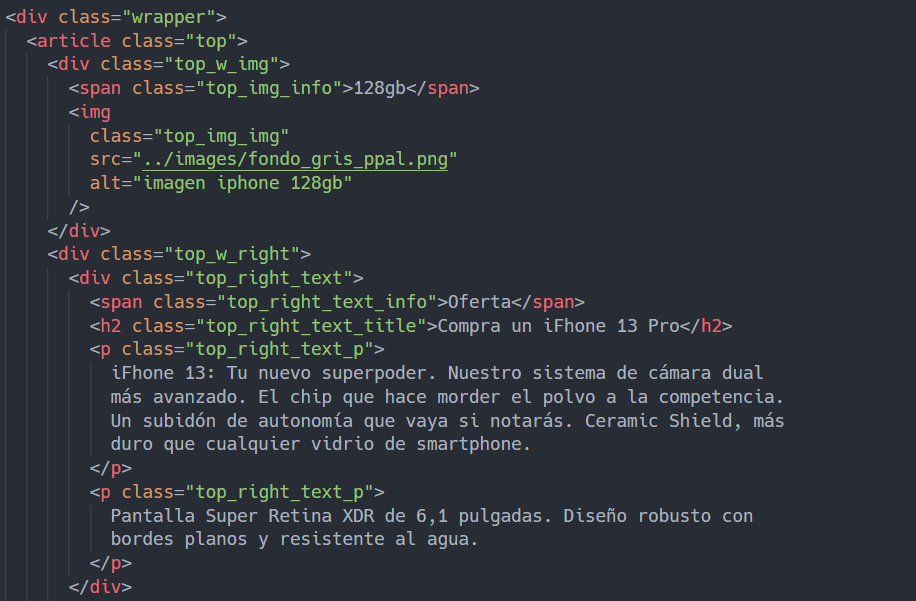 <div class="wrapper">
<article class="top">
<div class="top_w_img">
<span class="top_img_info">128gb</span>
<img
class="top_img_img"
src="../images/fondo_gris_ppal.png"
alt="imagen iphone 128gb"
/>
</div>
<div class="top_w_right">
<div class="top_right_text">
<span class="top_right_text_info">Oferta</span>
<h2 class="top_right_text_title">Compra un iFhone 13 Pro</h2>
<p class="top_right_text_p">
iFhone 13: Tu nuevo superpoder. Nuestro sistema de cámara dual
más avanzado. El chip que hace morder el polvo a la competencia.
Un subidón de autonomía que vaya si notarás. Ceramic Shield, más
duro que cualquier vidrio de smartphone.
</p>
<p class="top_right_text_p">
Pantalla Super Retina XDR de 6,1 pulgadas. Diseño robusto con
bordes planos y resistente al agua.
</p>
</div>